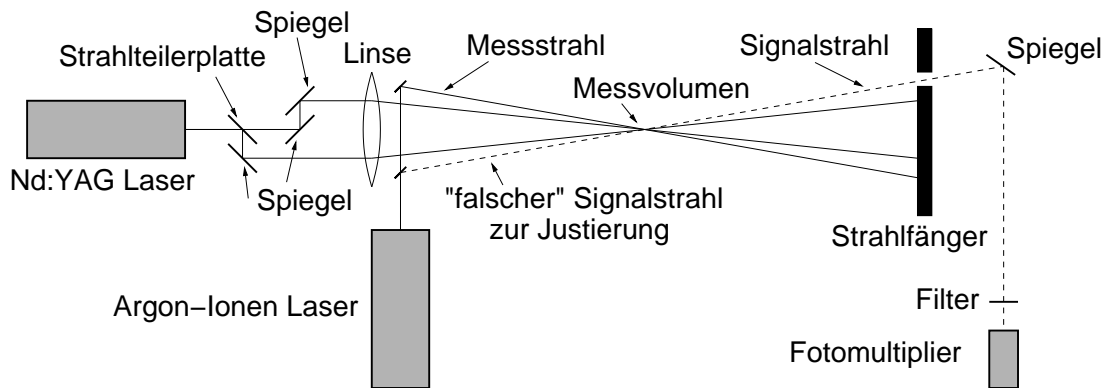 Spiegel
Strahlteilerplatte
Linse
Messstrahl
Signalstrahl
Spiegel
Messvolumen
Nd:YAG Laser
Spiegel
"falscher" Signalstrahl
zur Justierung
Strahlfänger
Argon−Ionen Laser
Filter
Fotomultiplier